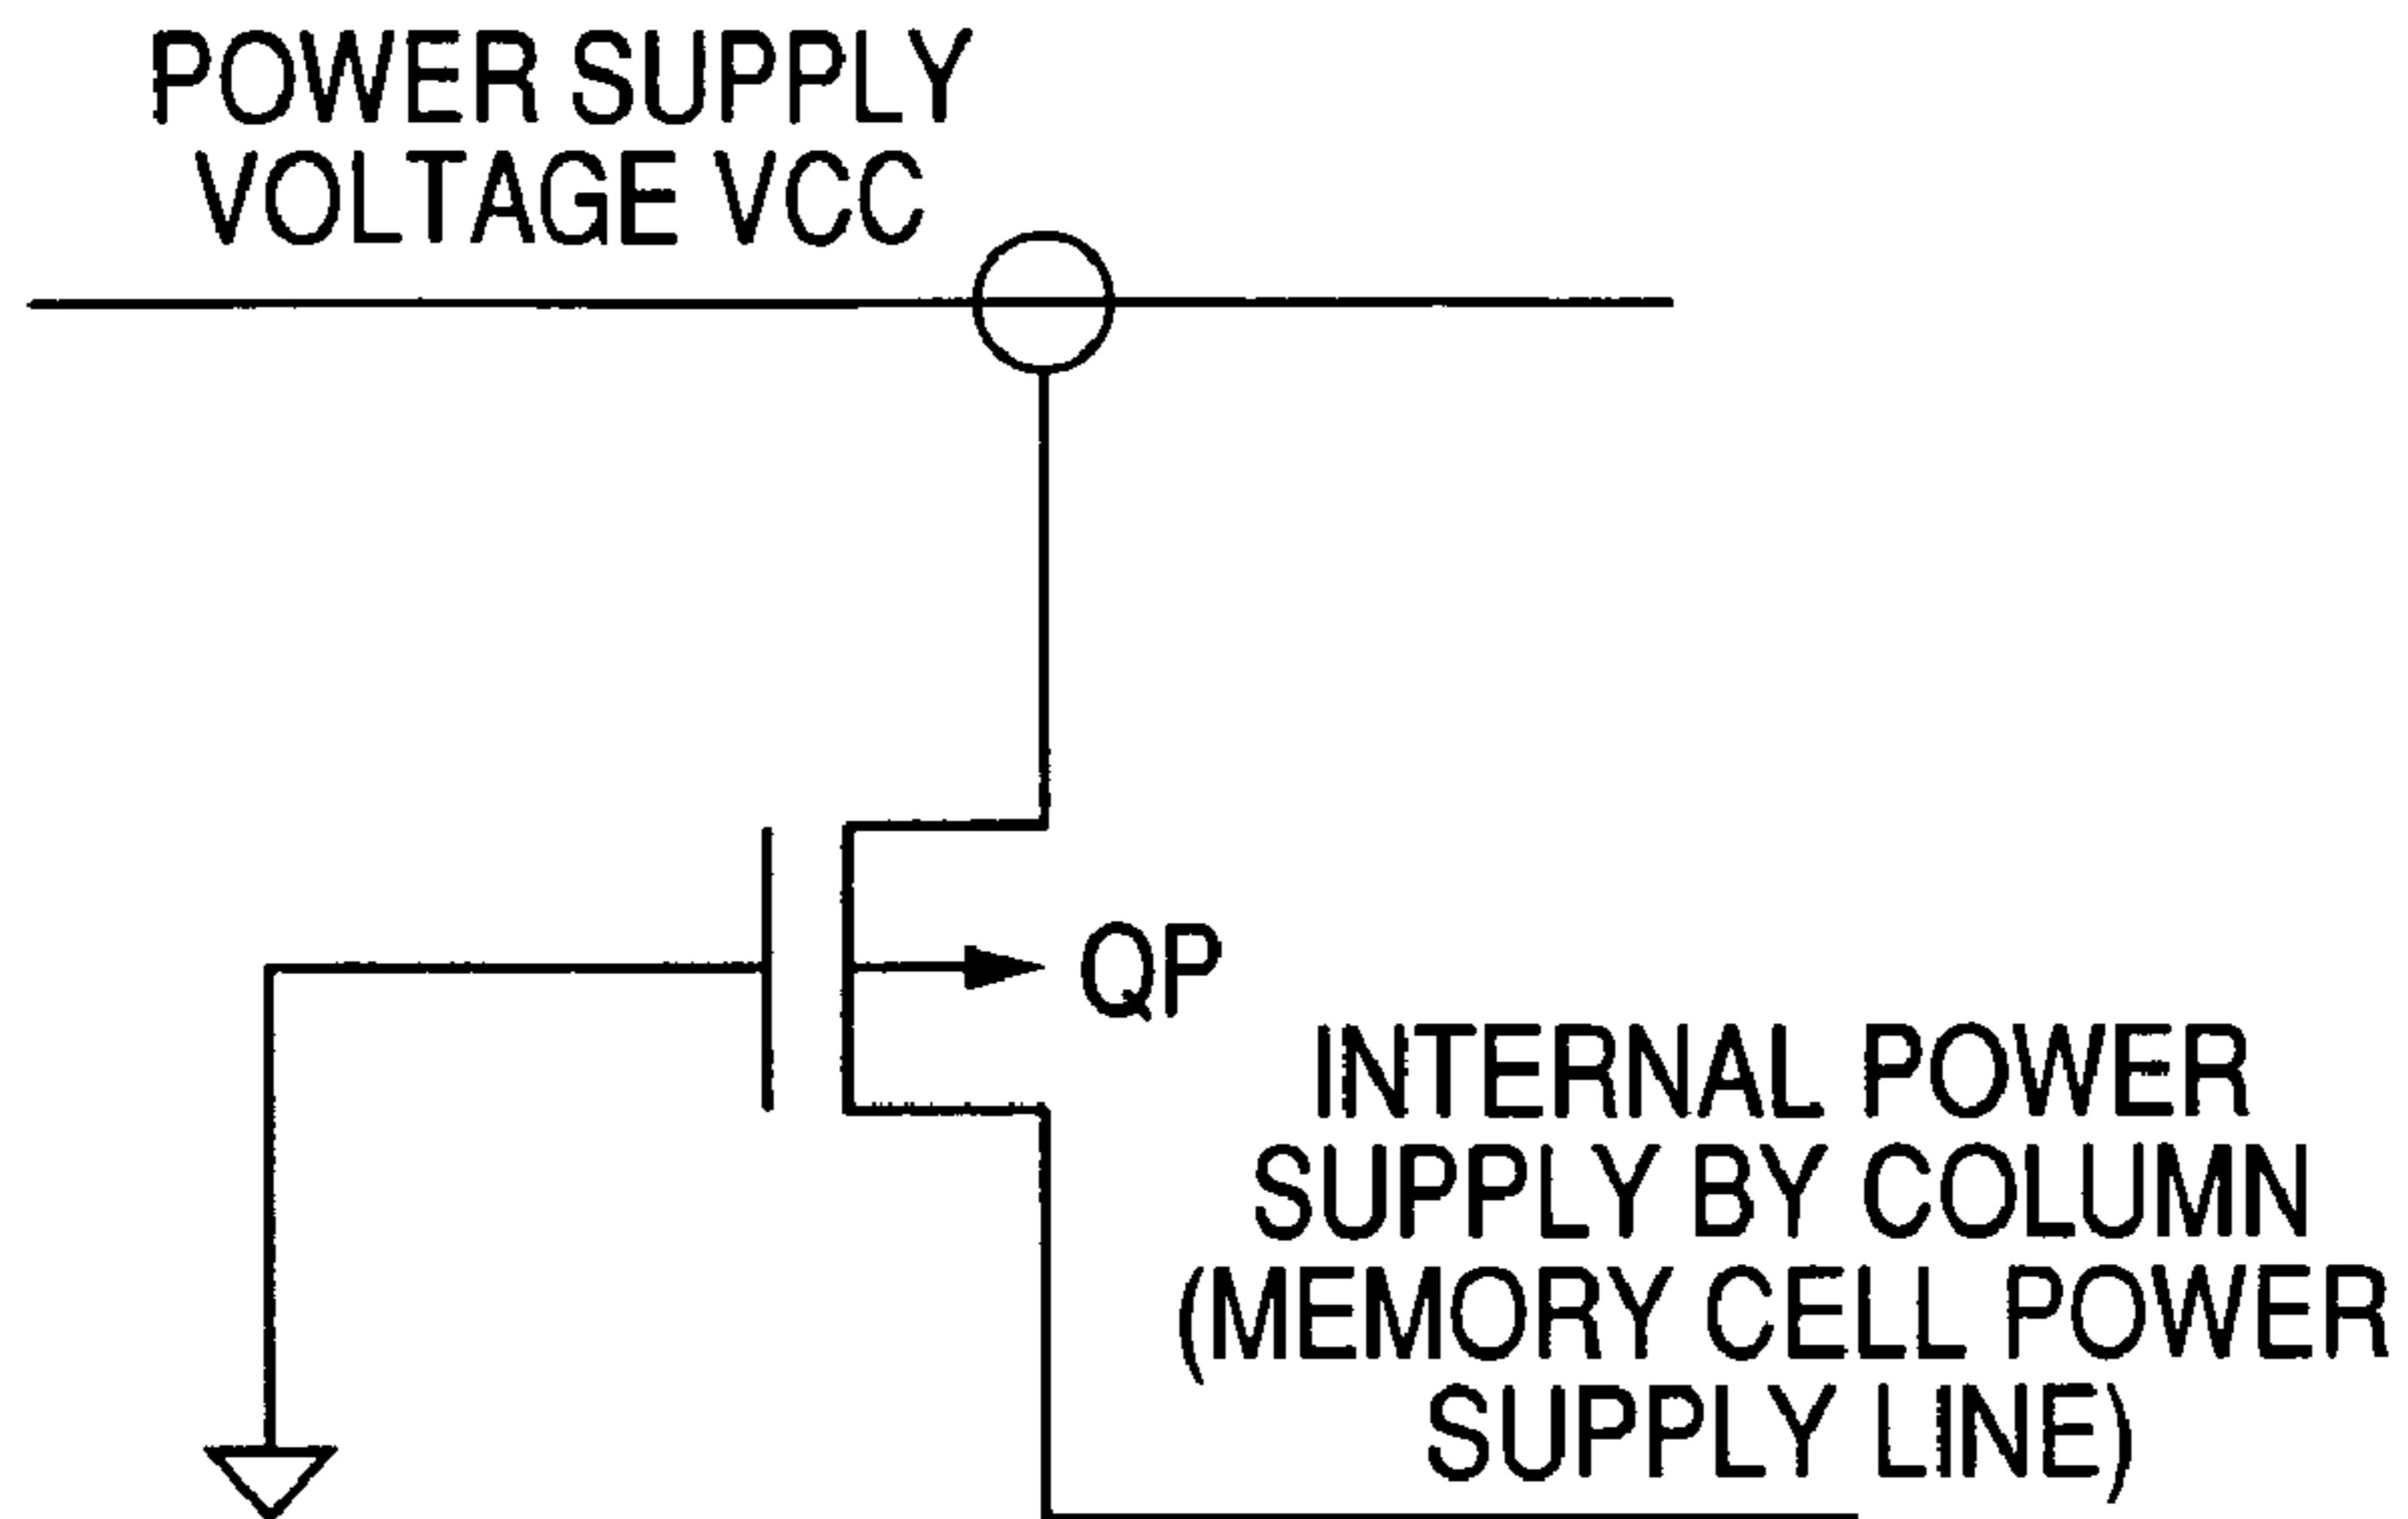 POWER SUPPLY
VOLTAGE VCC
QP
INTERNAL POWER
SUPPLY BY COLUMN
(MEMORY CELL POWER
SUPPLY LINE)